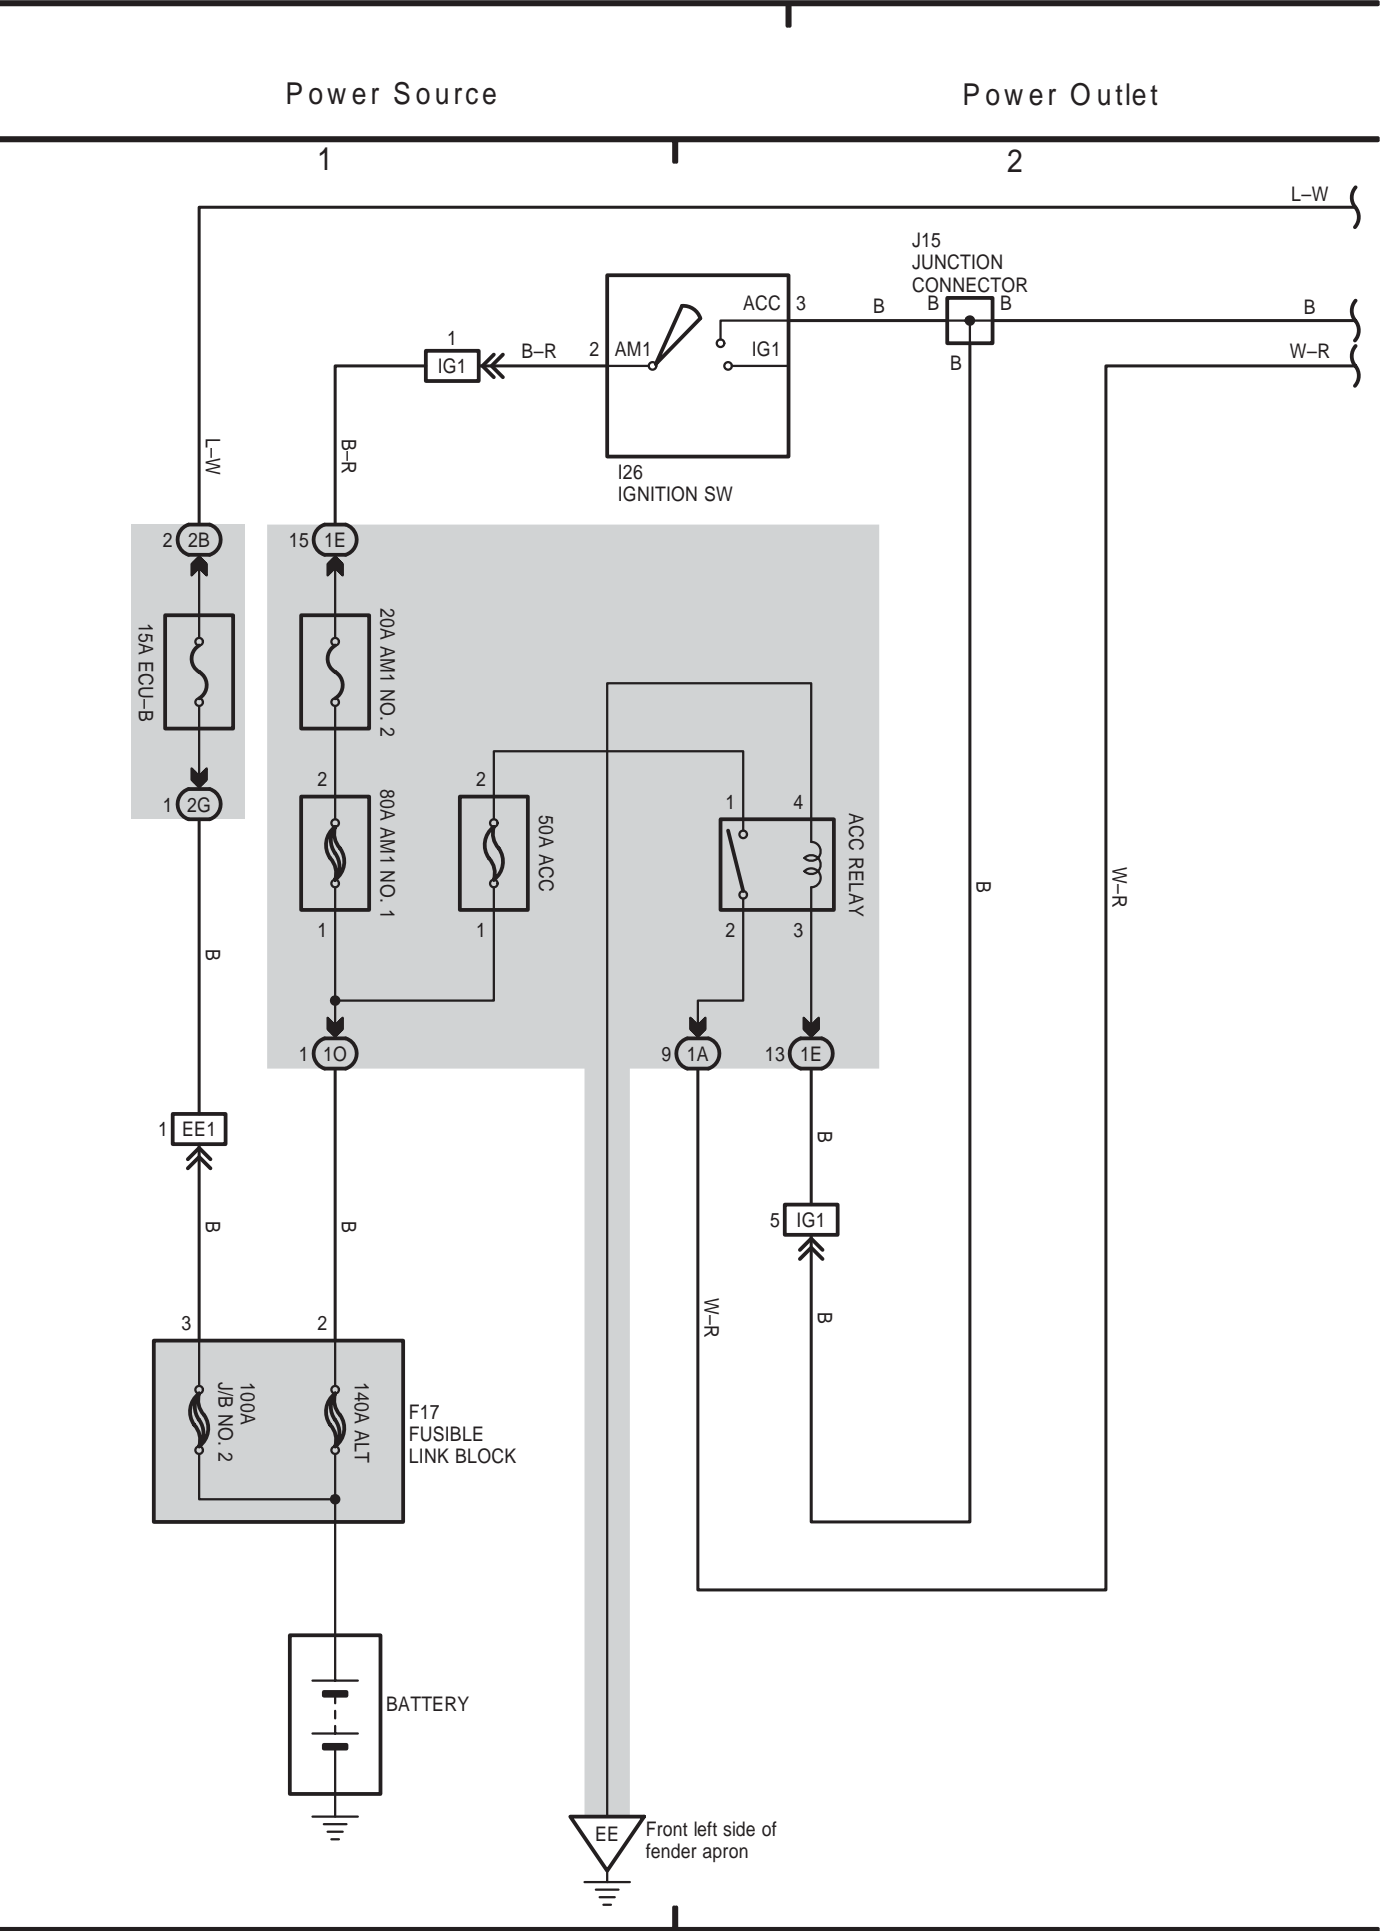 Power Source
Power Outlet
1
2
L–W
J15
JUNCTION
CONNECTOR
ACC
3
B
B
B
B
1
IG1
B–R
2
AM1
IG1
W–R
B
L–W
B–R
I26
IGNITION SW
2
2B
15
1E
15A ECU–B
20A AM1 NO. 2
1
2G
2
2
80A AM1 NO. 1
50A ACC
1
4
ACC RELAY
B
W–R
1
1
2
3
B
1
1O
9
1A
13
1E
1
EE1
B
5
IG1
B
B
W–R
B
3
2
100A
J/B NO. 2
140A ALT
F17
FUSIBLE
LINK BLOCK
BATTERY
EE
Front left side of
fender apron